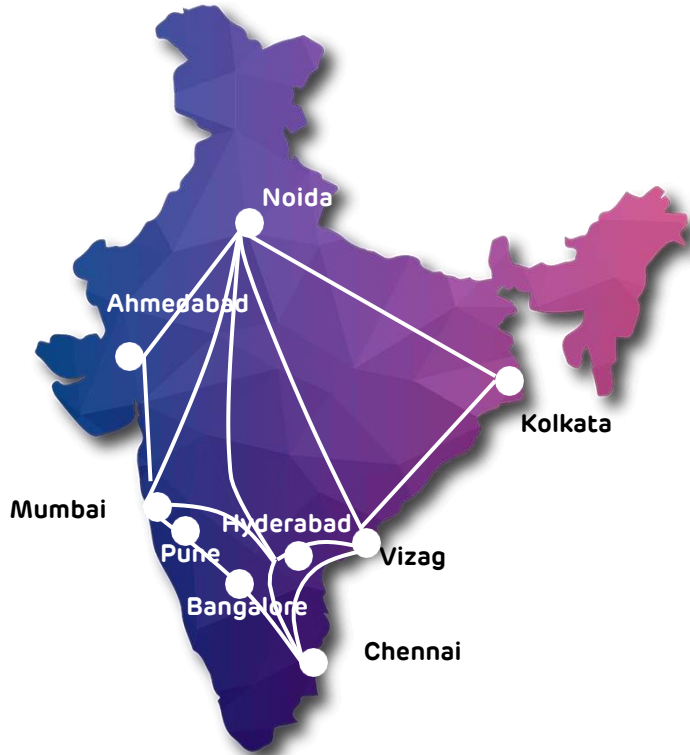 Noida
Ahmedabad
Kolkata
Mumbai
Hyderabad
Pune
Vizag
Bangalore
Chennai